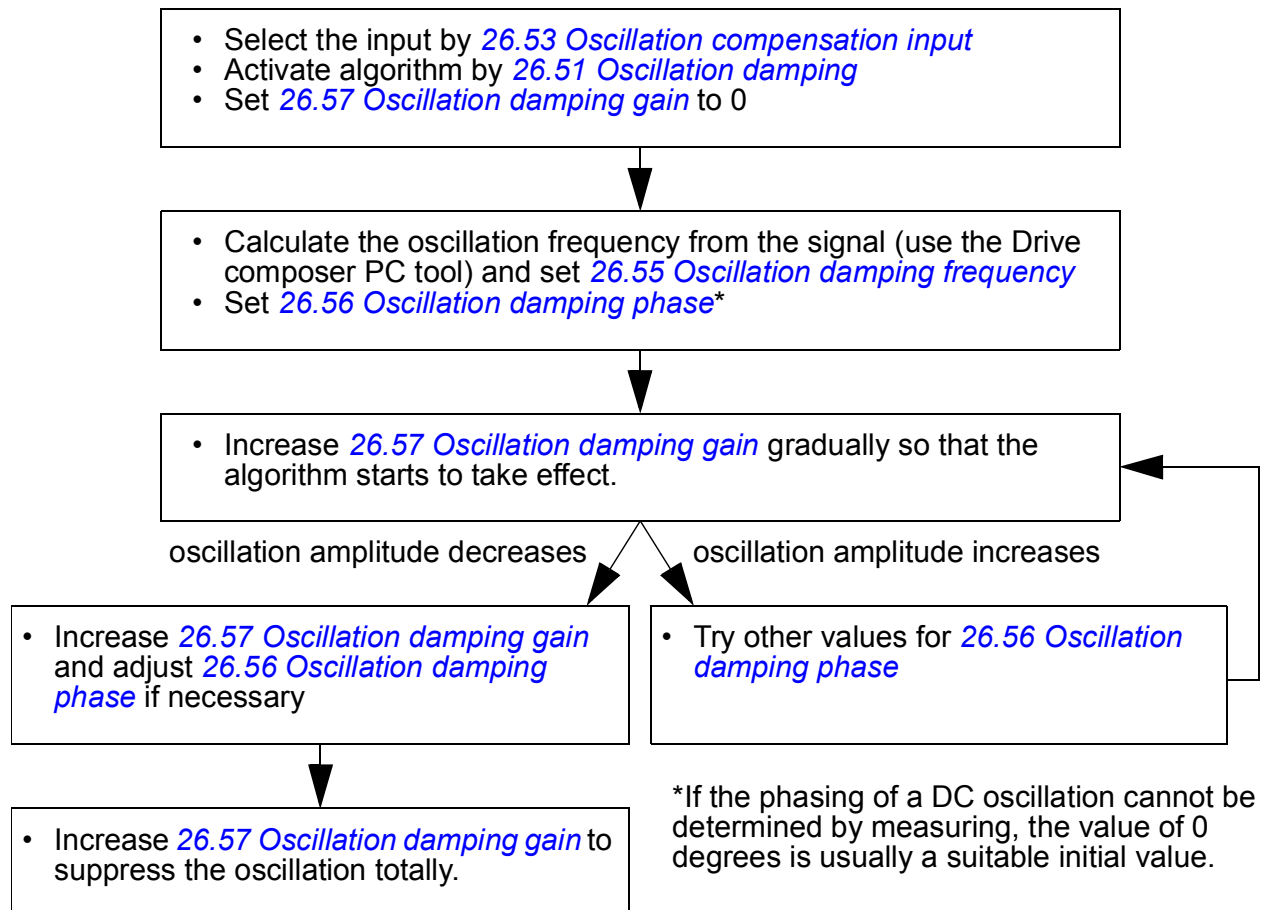 • Select the input by 26.53 Oscillation compensation input
• Activate algorithm by 26.51 Oscillation damping
• Set 26.57 Oscillation damping gain to 0
• Calculate the oscillation frequency from the signal (use the Drive
composer PC tool) and set 26.55 Oscillation damping frequency
• Set 26.56 Oscillation damping phase*
• Increase 26.57 Oscillation damping gain gradually so that the
algorithm starts to take effect.
oscillation amplitude decreases
oscillation amplitude increases
• Increase 26.57 Oscillation damping gain
and adjust 26.56 Oscillation damping
phase if necessary
• Try other values for 26.56 Oscillation
damping phase
• Increase 26.57 Oscillation damping gain to
suppress the oscillation totally.
*If the phasing of a DC oscillation cannot be
determined by measuring, the value of 0
degrees is usually a suitable initial value.